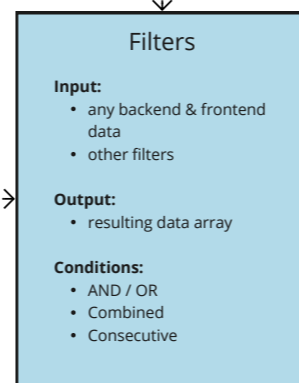 Filters
Input:
• any backend & frontend
data
• other filters
Output:
• resulting data array
Conditions:
• AND / OR
• Combined
• Consecutive